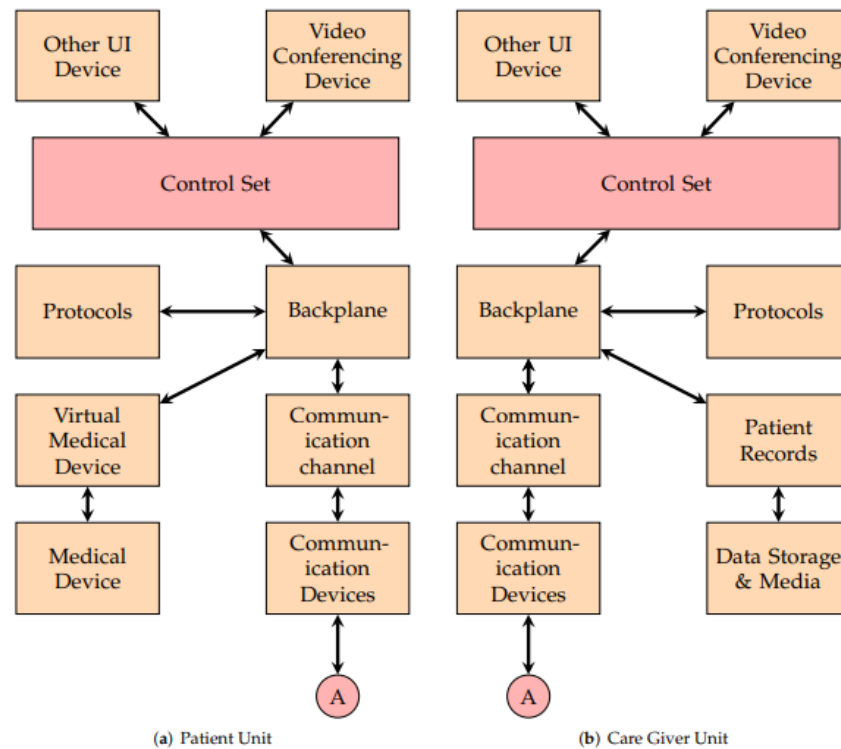 Other UI
Device
Video
Conferencing
Device
Control Set
Protocols
Backplane
Virtual
Medical
Device
Commun-
ication
channel
Medical
Device
Commun-
ication
Devices
A
(a) Patient Unit
Other UI
Device
Video
Conferencing
Device
Control Set
Backplane
Protocols
Commun-
ication
channel
Patient
Records
Commun-
ication
Devices
Data Storage
& Media
A
(b) Care Giver Unit